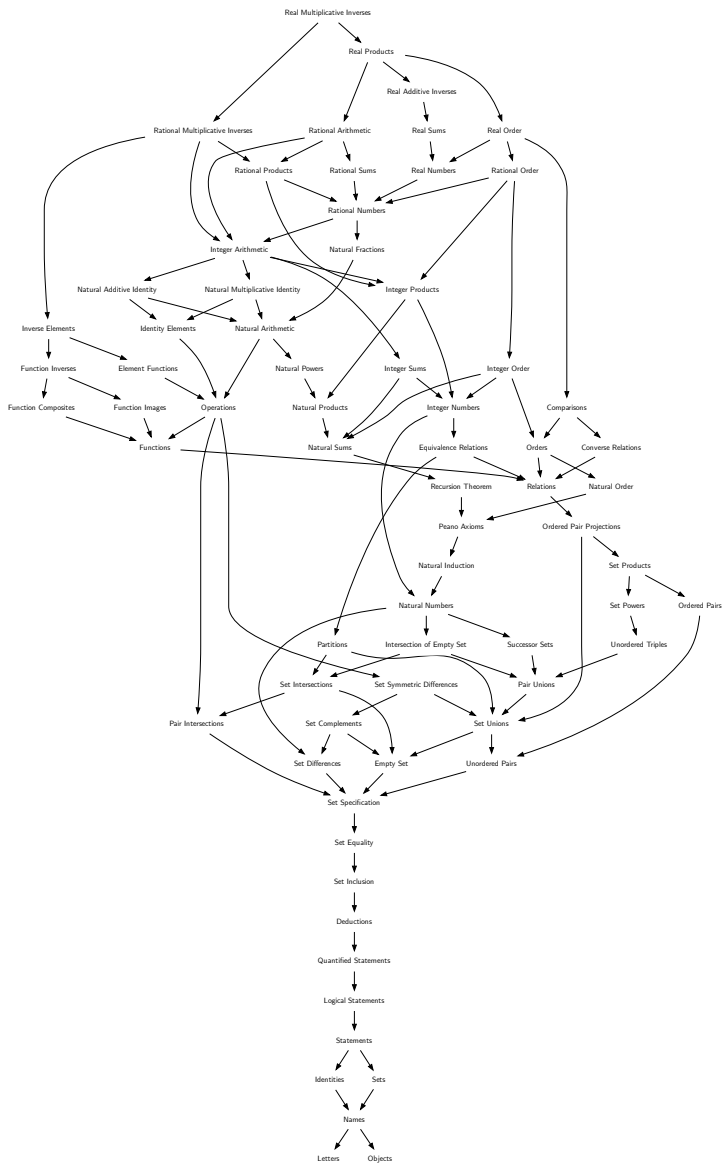 Real Multiplicative Inverses
Real Products
Real Additive Inverses
Rational Multiplicative Inverses
Rational Arithmetic
Real Sums
Real Order
Rational Products
Rational Sums
Real Numbers
Rational Order
Rational Numbers
Integer Arithmetic
Natural Fractions
Natural Additive Identity
Natural Multiplicative Identity
Integer Products
Inverse Elements
Identity Elements
Natural Arithmetic
Function Inverses
Element Functions
Natural Powers
Integer Sums
Integer Order
Function Composites
Function Images
Operations
Natural Products
Integer Numbers
Comparisons
Functions
Natural Sums
Equivalence Relations
Orders
Converse Relations
Recursion Theorem
Relations
Natural Order
Peano Axioms
Ordered Pair Projections
Natural Induction
Set Products
Natural Numbers
Set Powers
Ordered Pairs
Partitions
Intersection of Empty Set
Successor Sets
Unordered Triples
Set Intersections
Set Symmetric Differences
Pair Unions
Pair Intersections
Set Complements
Set Unions
Set Differences
Empty Set
Unordered Pairs
Set Specification
Set Equality
Set Inclusion
Deductions
Quantified Statements
Logical Statements
Statements
Identities
Sets
Names
Letters
Objects